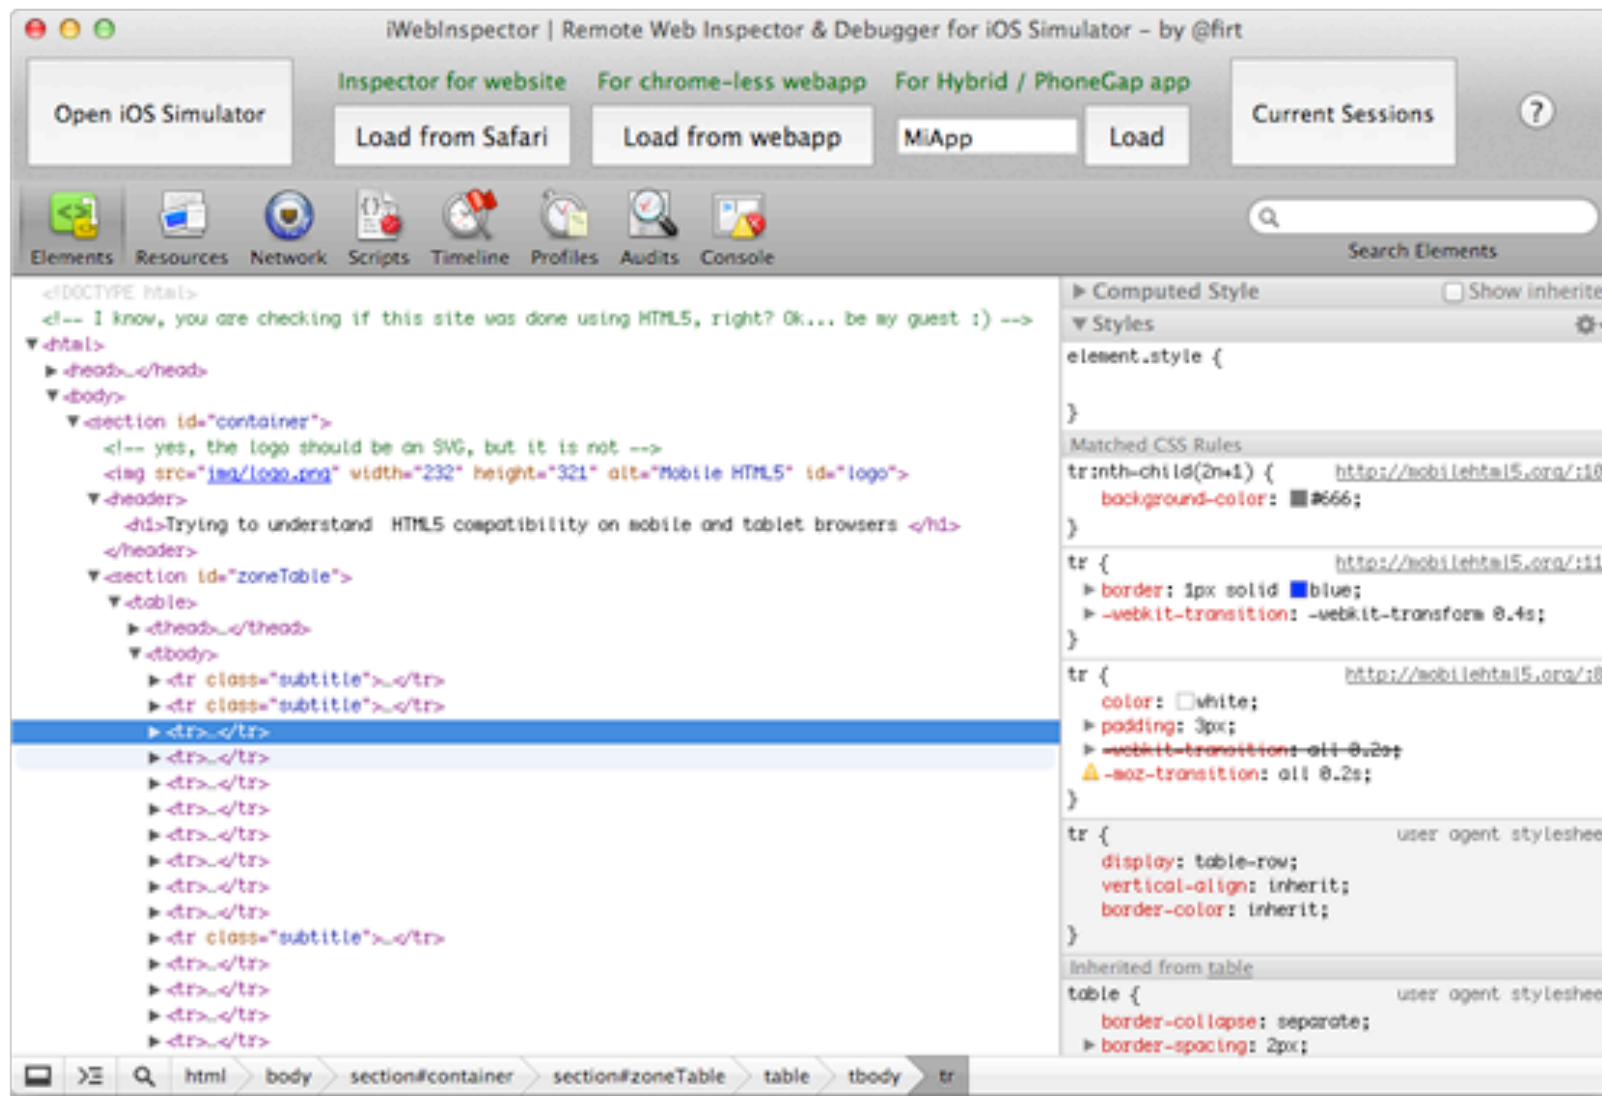 iWebInspector | Remote Web Inspector & Debugger for iOS Simulator – by @firt
Open iOS Simulator
Inspector for website
Load from Safari
For chrome-less webapp
Load from webapp
For Hybrid / PhoneGap app
MiApp
Load
Current Sessions
?
Elements Resources Network Scripts Timeline Profiles Audits Console
Search Elements
<!DOCTYPE html>
<!-- I know, you are checking if this site was done using HTML5, right? Ok... be my guest :) -->
▼<html>
▶<head>…</head>
▼<body>
▼<section id="container">
<!-- yes, the logo should be an SVG, but it is not -->
<img src="img/logo.png" width="232" height="321" alt="Mobile HTML5" id="logo">
▼<header>
<h1>Trying to understand  HTML5 compatibility on mobile and tablet browsers </h1>
</header>
▼<section id="zoneTable">
▼<table>
▶<thead>…</thead>
▼<tbody>
▶<tr class="subtitle">…</tr>
▶<tr class="subtitle">…</tr>
▶<tr>…</tr>
▶<tr>…</tr>
▶<tr>…</tr>
▶<tr>…</tr>
▶<tr>…</tr>
▶<tr>…</tr>
▶<tr>…</tr>
▶<tr>…</tr>
▶<tr class="subtitle">…</tr>
▶<tr>…</tr>
▶<tr>…</tr>
▶<tr>…</tr>
▶<tr>…</tr>
▶ Computed Style Show inherite
▼ Styles
element.style {
}
Matched CSS Rules
tr:nth-child(2n+1) { http://mobilehtml5.org/:10
background-color: #666;
}
tr { http://mobilehtml5.org/:11
▶ border: 1px solid blue;
▶ -webkit-transition: -webkit-transform 0.4s;
}
tr { http://mobilehtml5.org/:8
color: white;
▶ padding: 3px;
▶ -webkit-transition: all 0.2s;
-moz-transition: all 0.2s;
}
tr { user agent styleshee
display: table-row;
vertical-align: inherit;
border-color: inherit;
}
Inherited from table
table { user agent styleshee
border-collapse: separate;
▶ border-spacing: 2px;
html body section#container section#zoneTable table tbody tr